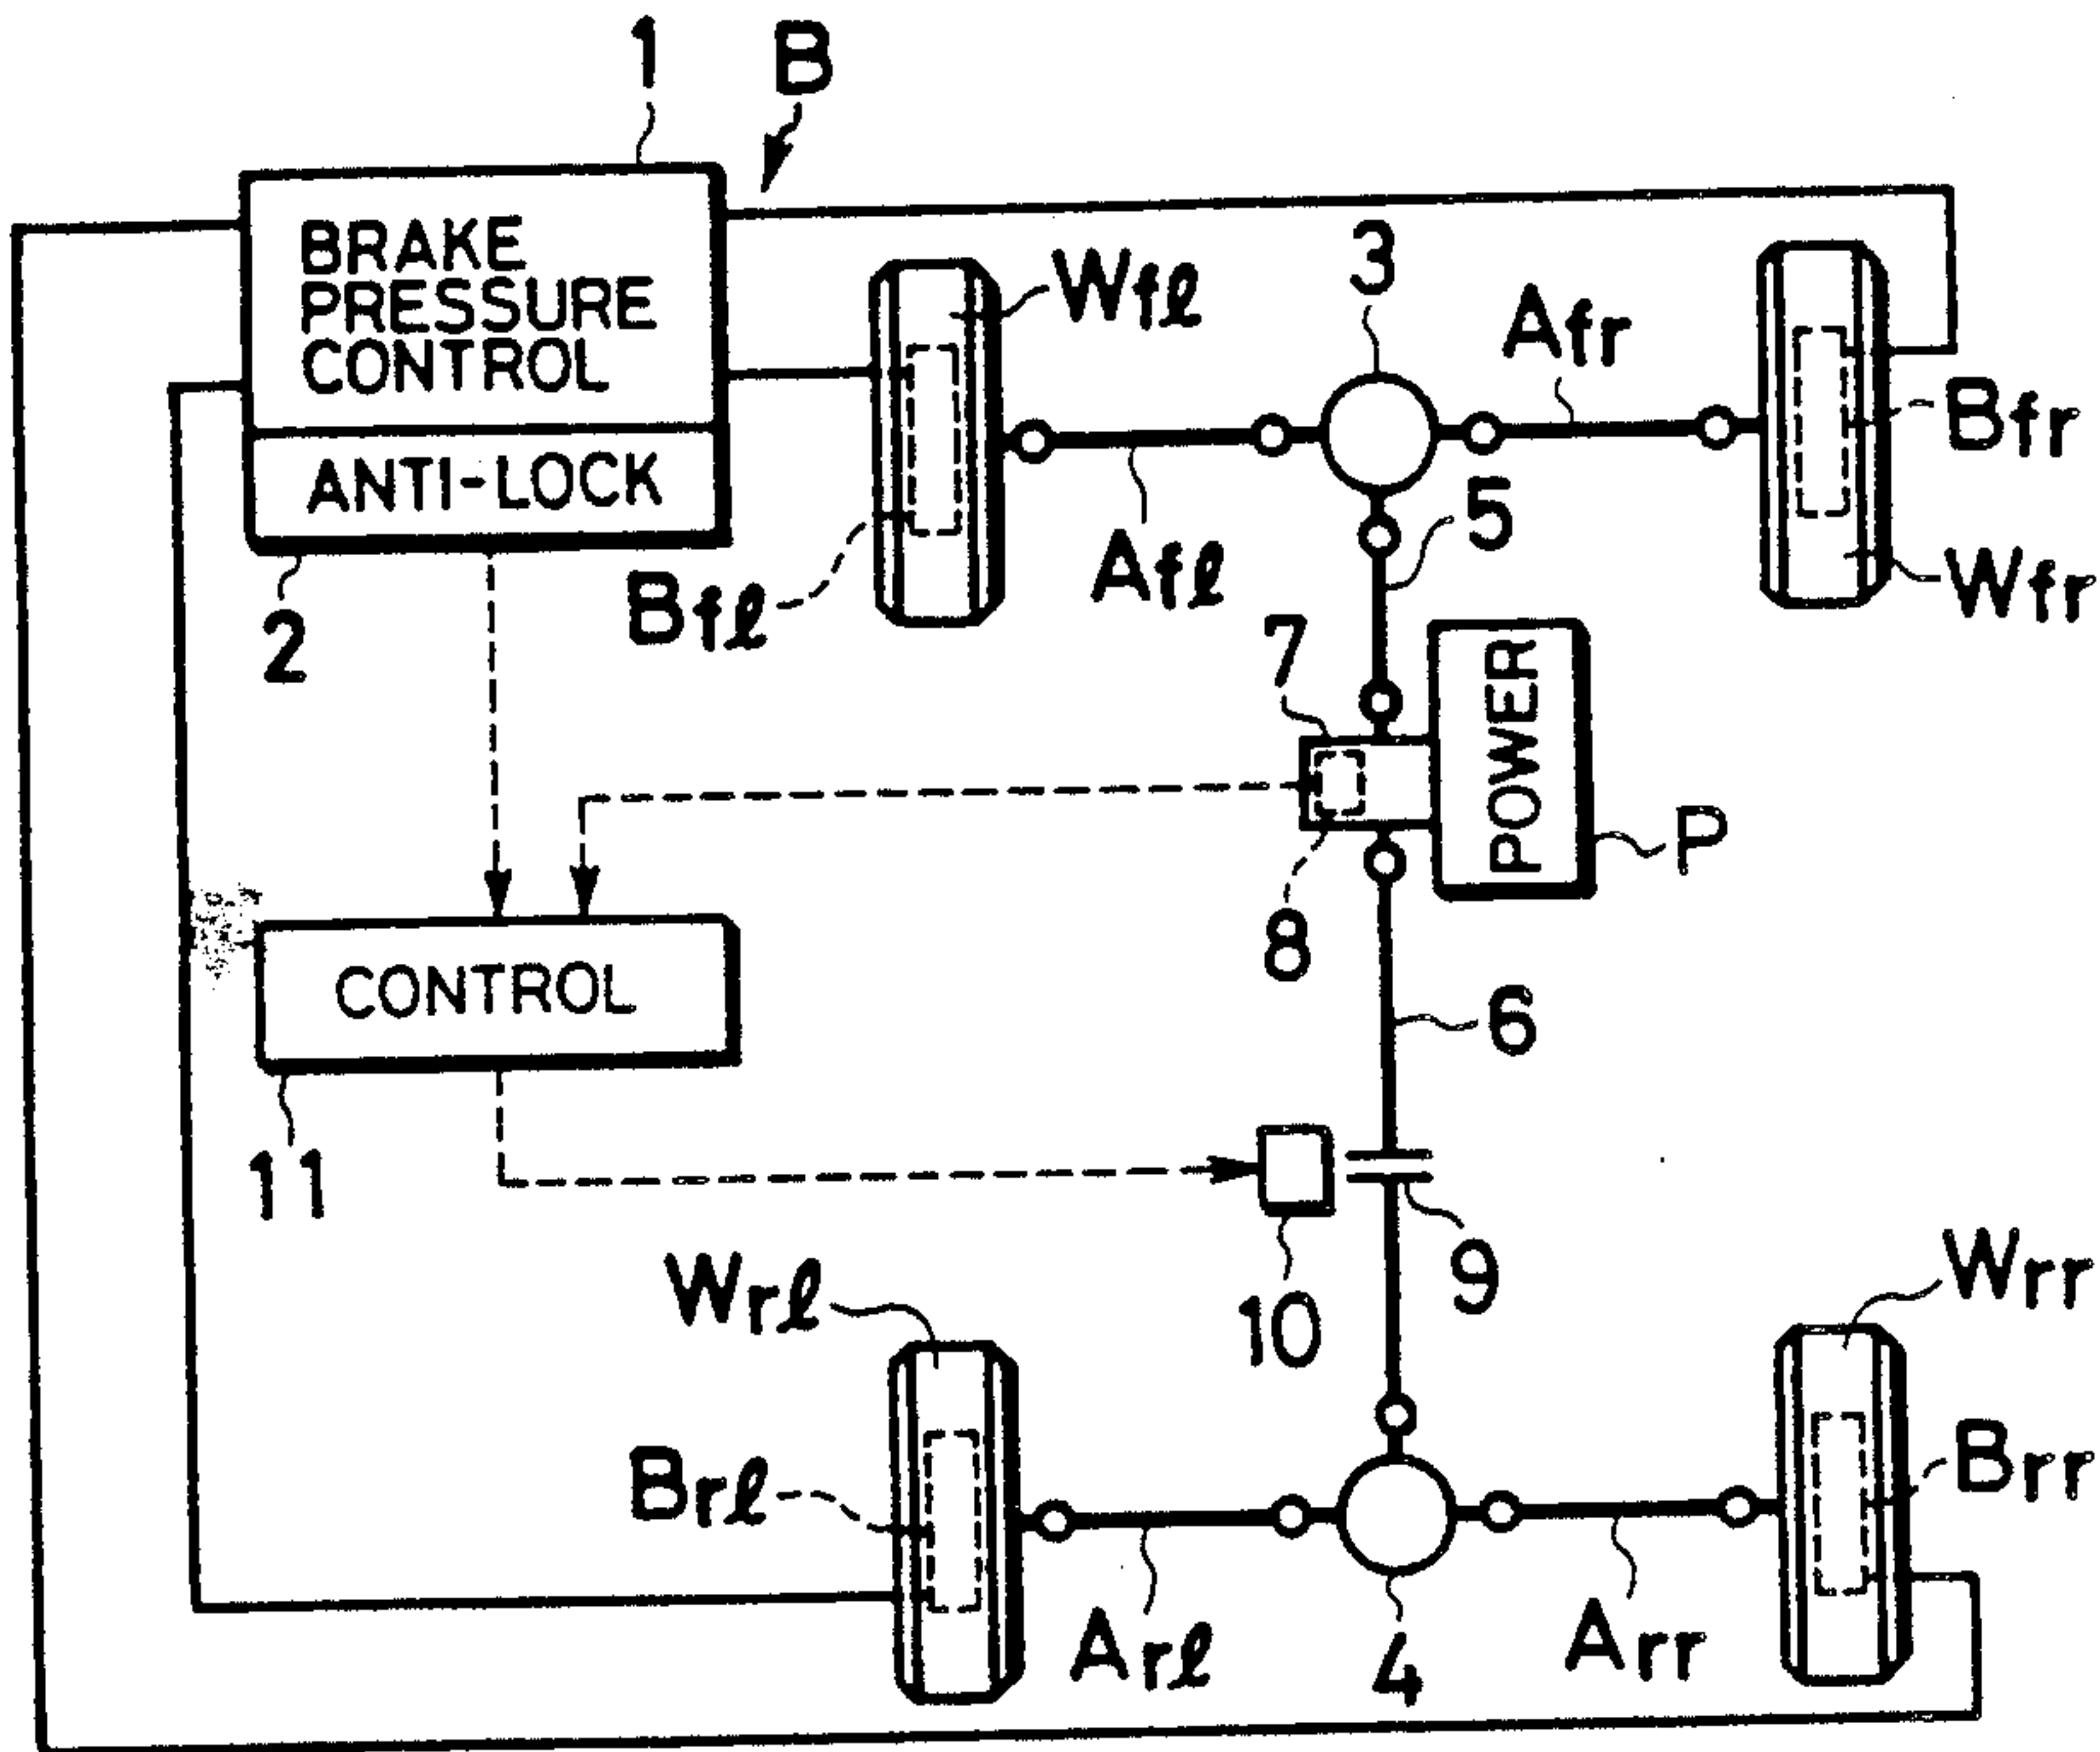 1
B
BRAKE
PRESSURE
CONTROL
ANTI-LOCK
2
Wfl
Bfl
Afl
3
Afr
Bfr
Wfr
5
7
POWER
P
8
6
CONTROL
11
10
9
Wrl
Brl
Arl
4
Arr
Wrr
Brr